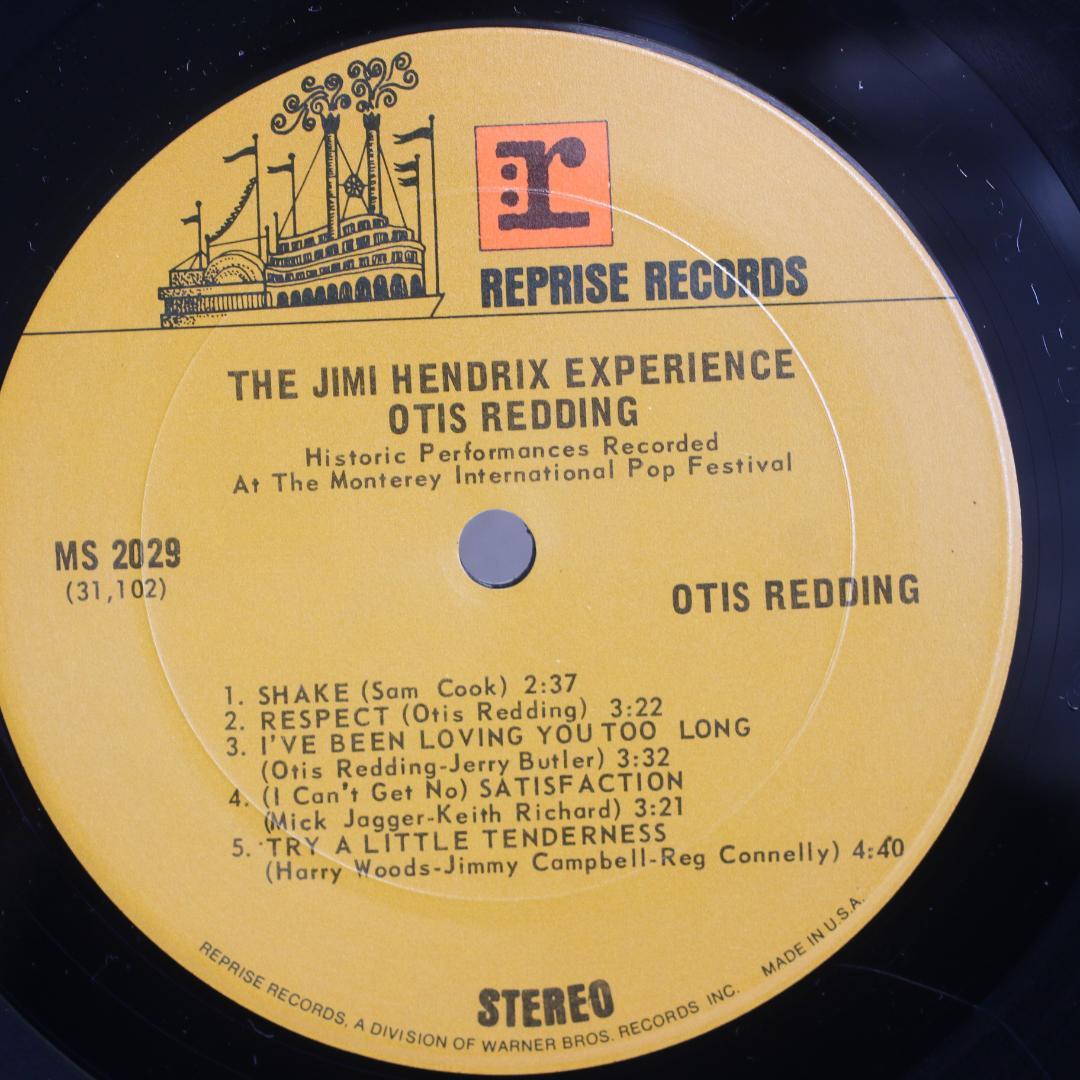 r:
REPRISE RECORDS
THE JIMI HENDRIX EXPERIENCE
OTIS REDDING
Historic Performances Recorded
At The Monterey International Pop Festival
MS 2029
(31,102)
OTIS REDDING
1. SHAKE (Sam Cook) 2:37
2. RESPECT (Otis Redding) 3:22
3. I'VE BEEN LOVING YOU TOO LONG
(Otis Redding-Jerry Butler) 3:32
4. (I Can't Get No) SATISFACTION
(Mick Jagger-Keith Richard) 3:21
5. TRY A LITTLE TENDERNESS
(Harry Woods-Jimmy Campbell-Reg Connelly) 4:40
STEREO
REPRISE RECORDS, A DIVISION OF WARNER BROS. RECORDS INC. MADE IN U.S.A.